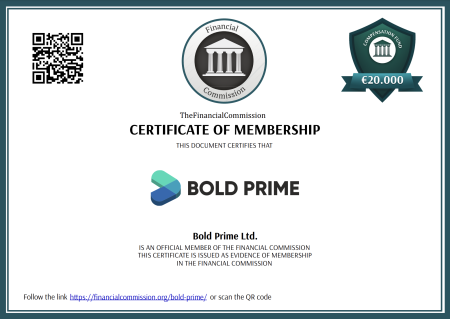 Financial
Commission
COMPENSATION FUND
€20.000
TheFinancialCommission
CERTIFICATE OF MEMBERSHIP
THIS DOCUMENT CERTIFIES THAT
BOLD PRIME
Bold Prime Ltd.
IS AN OFFICIAL MEMBER OF THE FINANCIAL COMMISSION
THIS CERTIFICATE IS ISSUED AS EVIDENCE OF MEMBERSHIP
IN THE FINANCIAL COMMISSION
Follow the link https://financialcommission.org/bold-prime/ or scan the QR code